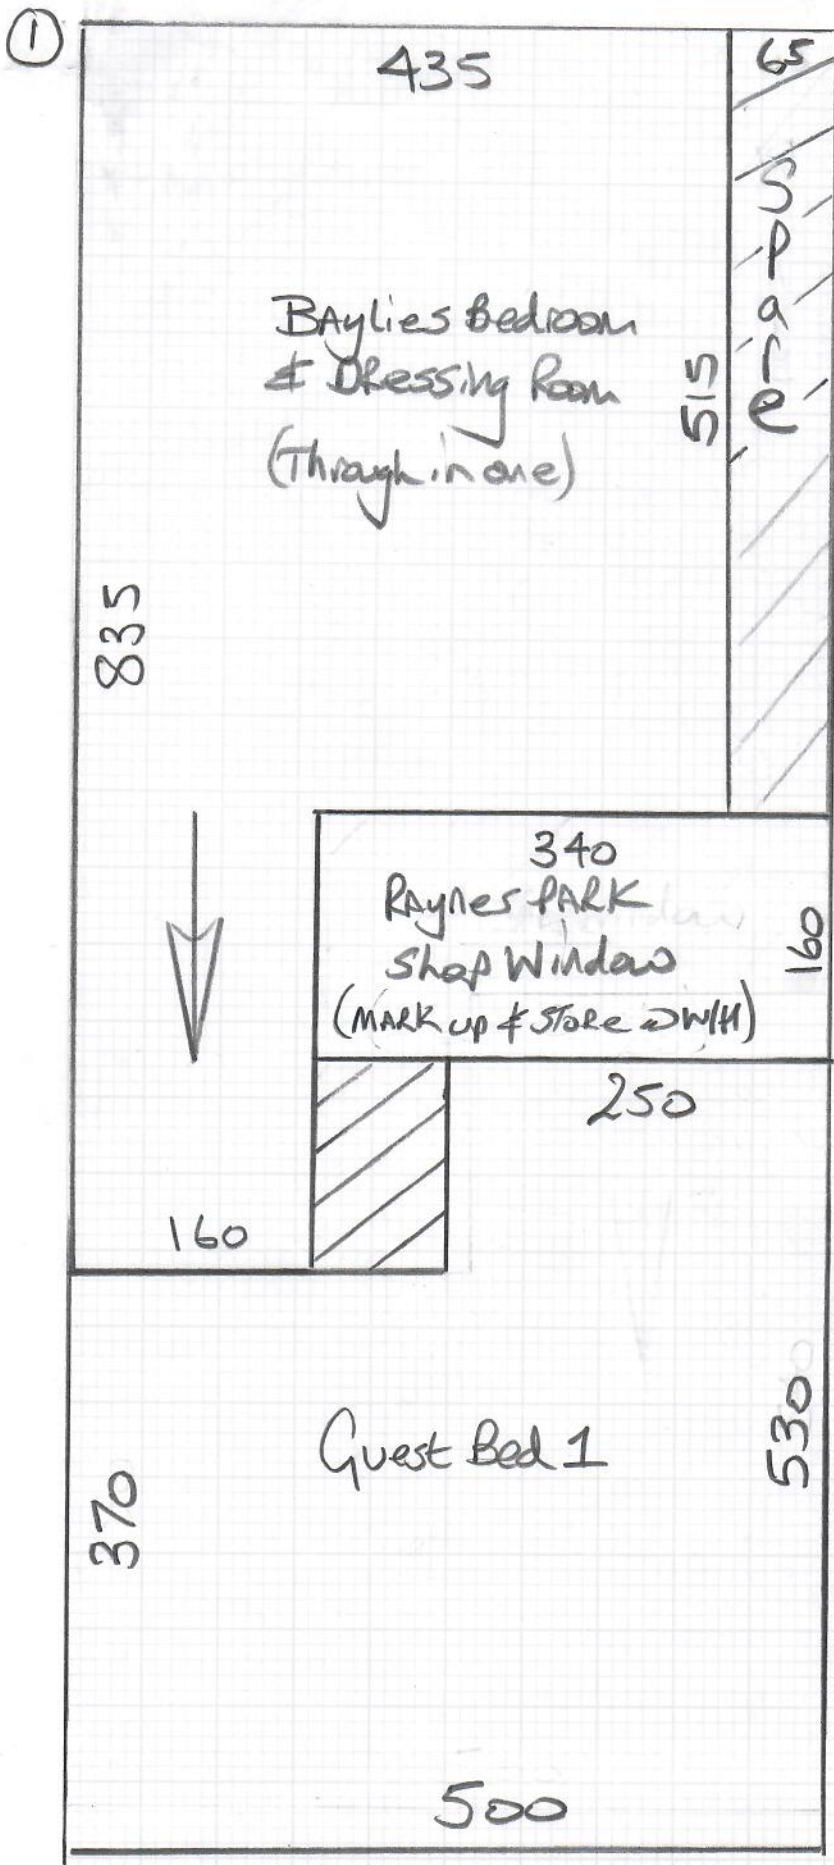 1
435
65
Spare
BAylies Bedroom
& Dressing Room
(Through in one)
515
835
340
RAynes PARK
Shop Window
(MARK up & STORE @ W/H)
160
250
160
Guest Bed 1
530
370
500